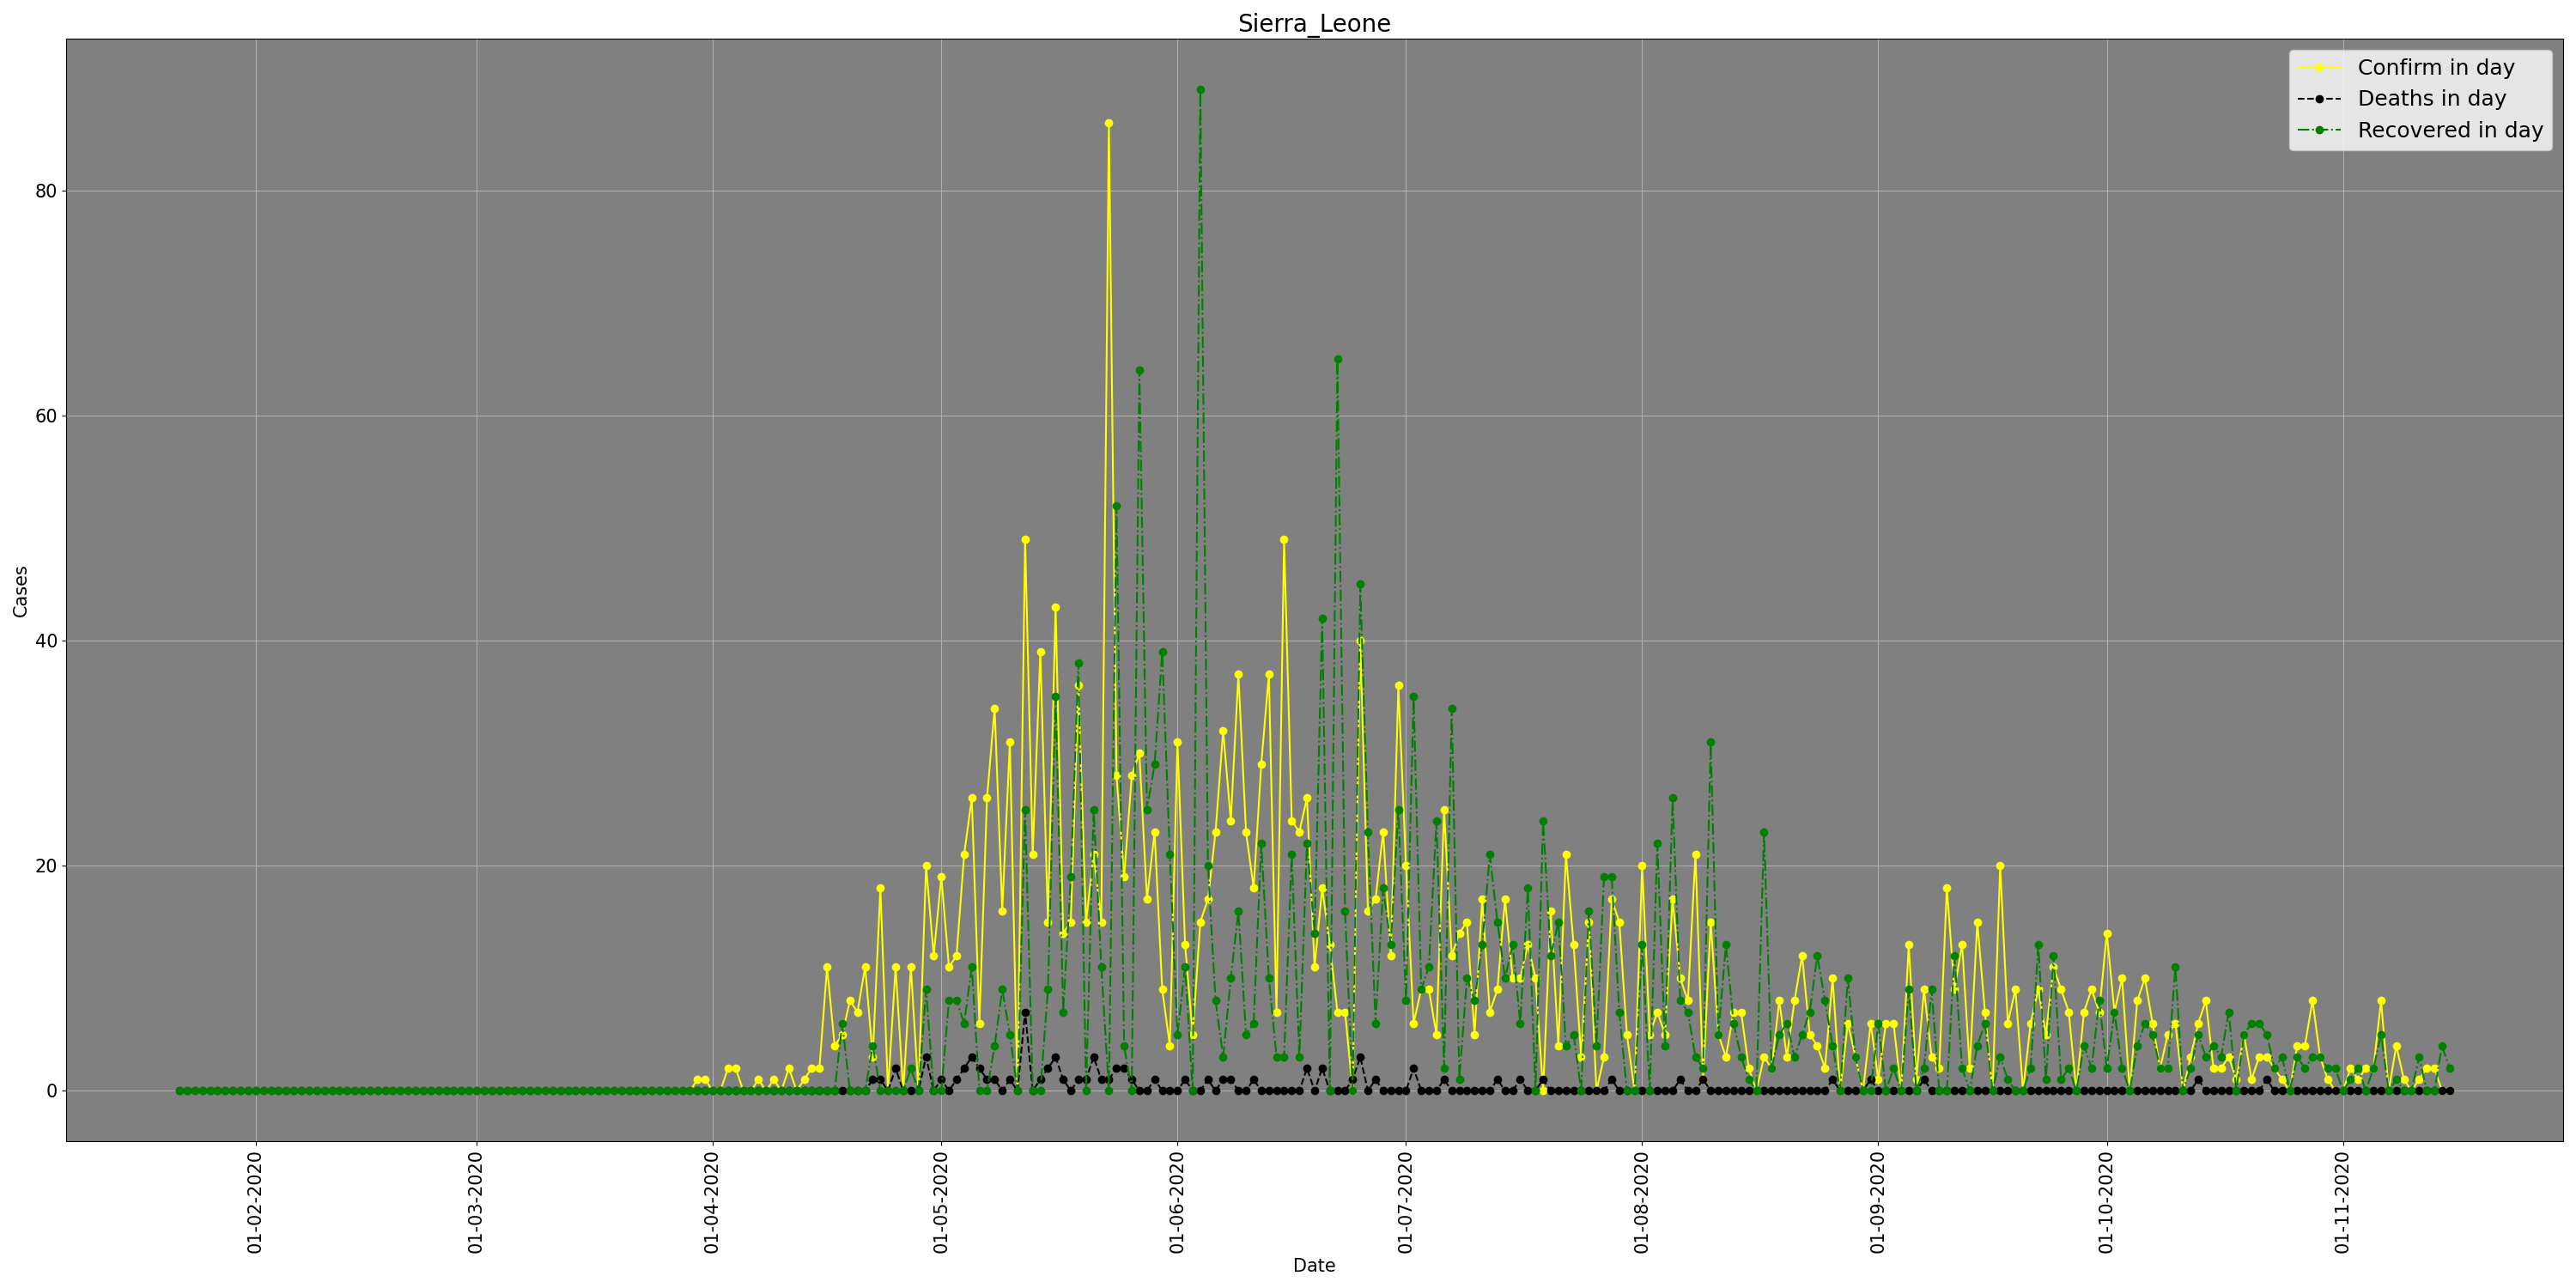 Sierra_Leone
Confirm in day
Deaths in day
Recovered in day
Cases
80
60
40
20
0
01-02-2020
01-03-2020
01-04-2020
01-05-2020
01-06-2020
01-07-2020
01-08-2020
01-09-2020
01-10-2020
01-11-2020
Date